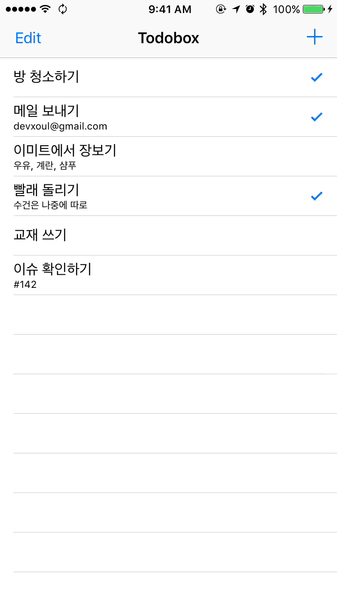 9:41 AM 100%
Edit Todobox
방 청소하기
메일 보내기
devxoul@gmail.com
이미트에서 장보기
우유, 계란, 샴푸
빨래 돌리기
수건은 나중에 따로
교재 쓰기
이슈 확인하기
#142